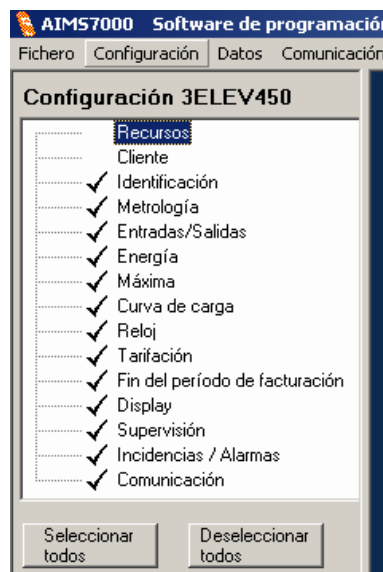 AIMS7000 Software de programación
Fichero Configuración Datos Comunicación
Configuración 3ELEV450
Recursos
Cliente
Identificación
Metrología
Entradas/Salidas
Energía
Máxima
Curva de carga
Reloj
Tarifación
Fin del período de facturación
Display
Supervisión
Incidencias / Alarmas
Comunicación
Seleccionar Deseleccionar
todos todos